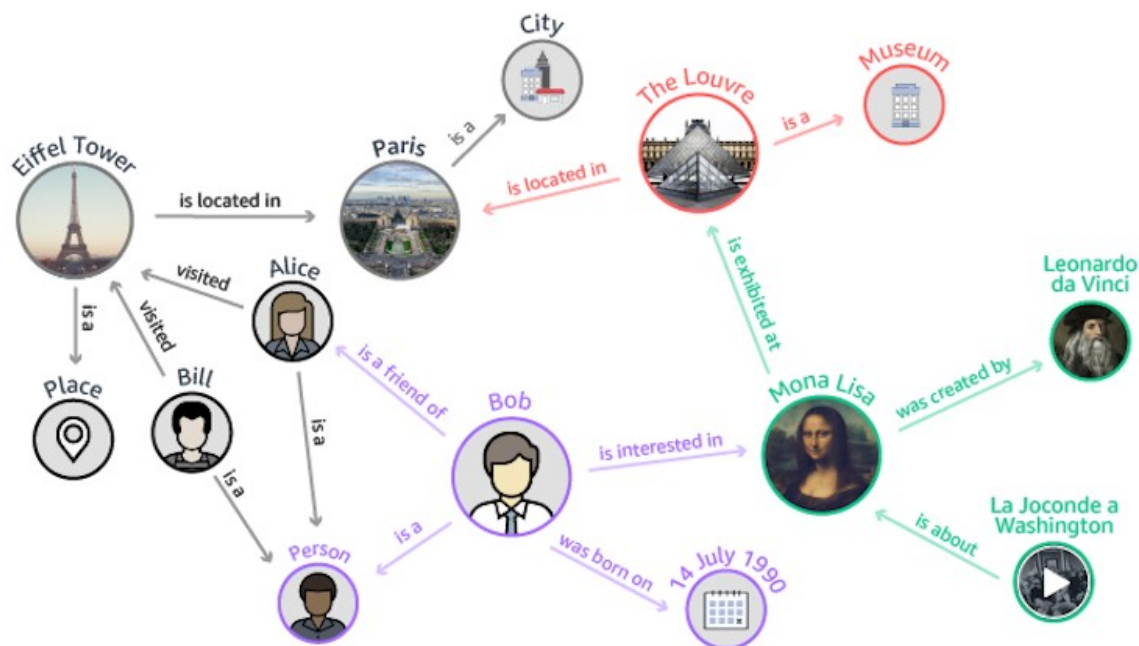 City
is a
The Louvre
Museum
is a
Eiffel Tower
Paris
is located in
is located in
visited
Alice
is a
visited
is exhibited at
Leonardo
da Vinci
Place
Bill
is a friend of
Bob
Mona Lisa
was created by
is a
is interested in
is a
La Joconde a
Washington
Person
is a
was born on
14 July 1990
is about